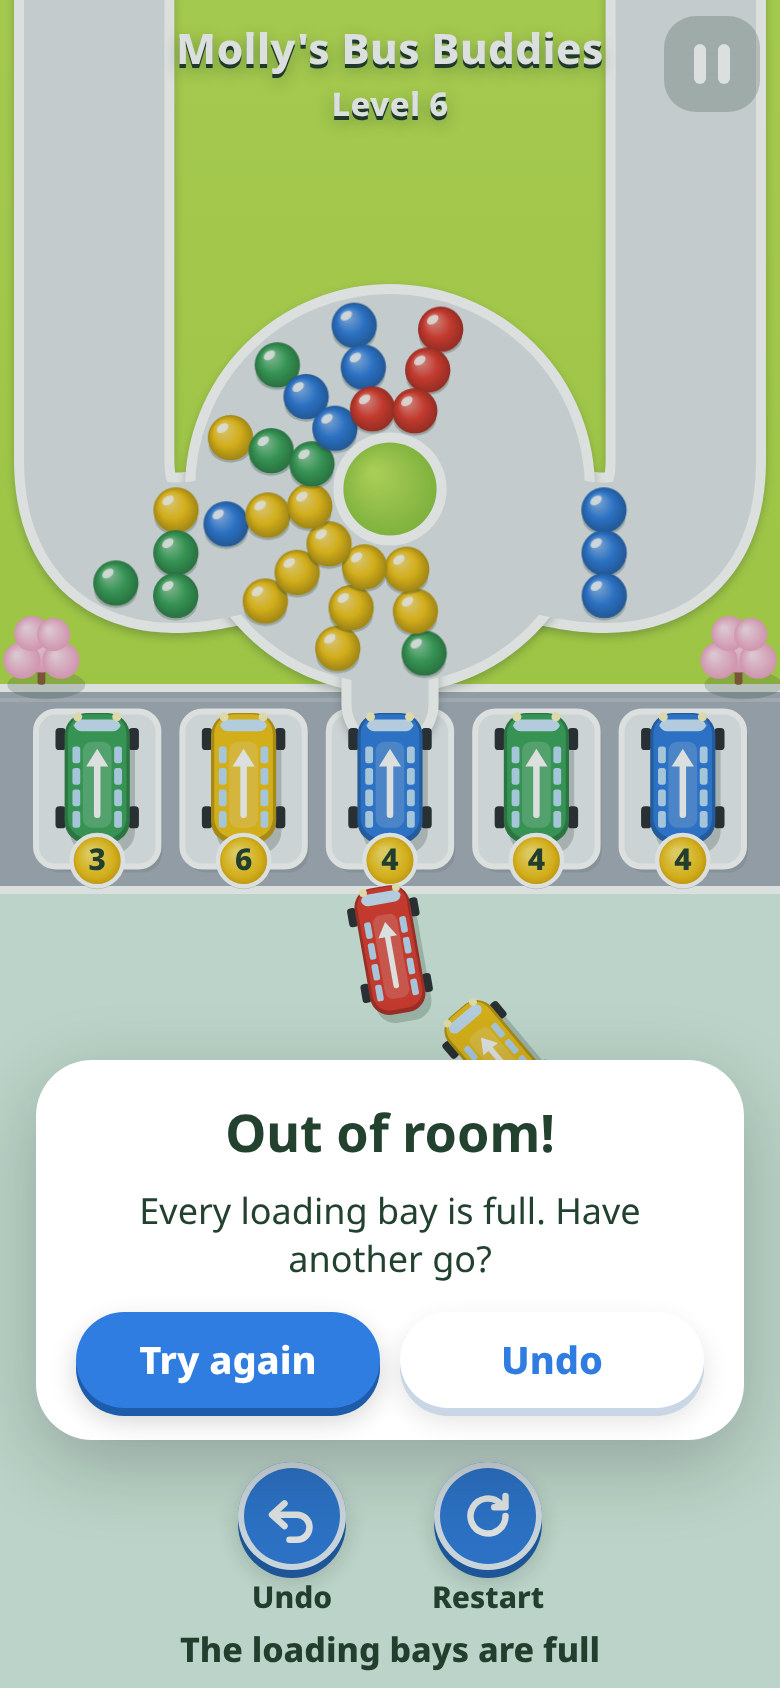 Molly's Bus Buddies
Level 6
3
6
4
4
4
Out of room!
Every loading bay is full. Have
another go?
Try again
Undo
Undo
Restart
The loading bays are full